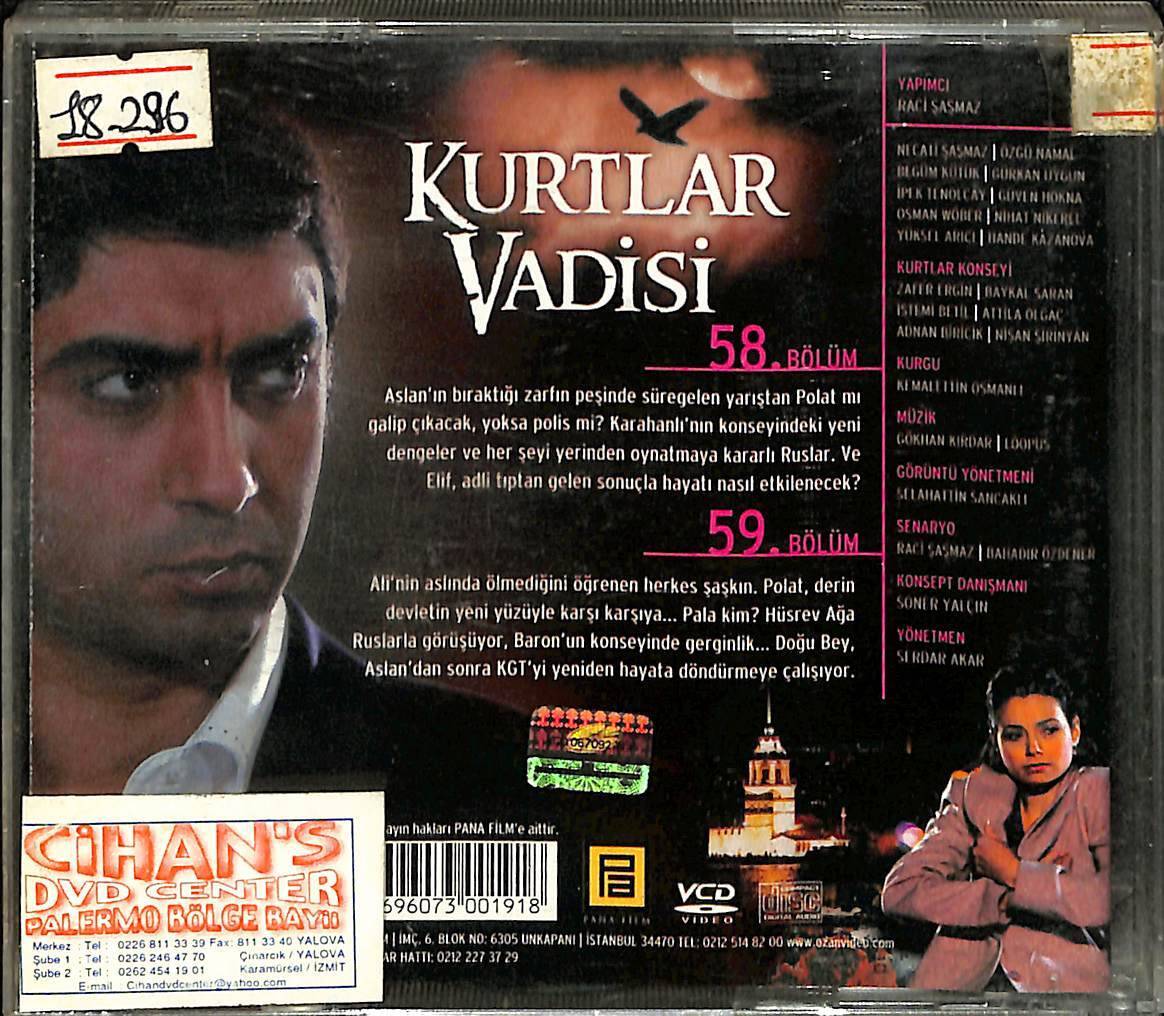 18-296
KURTLAR
VADİSİ
58. BÖLÜM
Aslan'ın bıraktığı zarfın peşinde süregelen yarıştan Polat mı
galip çıkacak, yoksa polis mi? Karahanlı'nın konseyindeki yeni
dengeler ve her şeyi yerinden oynatmaya kararlı Ruslar. Ve
Elif, adli tıptan gelen sonuçla hayatı nasıl etkilenecek?
59. BÖLÜM
Ali'nin aslında ölmediğini öğrenen herkes şaşkın. Polat, derin
devletin yeni yüzüyle karşı karşıya... Pala kim? Hüsrev Ağa
Ruslarla görüşüyor, Baron'un konseyinde gerginlik... Doğu Bey,
Aslan'dan sonra KGT'yi yeniden hayata döndürmeye çalışıyor.
YAPIMCI
RACİ ŞAŞMAZ
NECATİ ŞAŞMAZ | ÖZGÜ NAMAL
BEGÜM KÜTÜK | GÜRKAN UYGUN
İPEK TENOLCAY | GÜVEN HOKNA
OSMAN WÖBER | NİHAT NİKEREL
YÜKSEL ARICI | HANDE KAZANOVA
KURTLAR KONSEYİ
ZAFER ERGİN | BAYKAL SARAN
İSTEMİ BETİL | ATTİLA OLGAÇ
ADNAN BİRİCİK | NİŞAN ŞİRİNYAN
KURGU
KEMALETTİN OSMANLI
MÜZİK
GÖKHAN KIRDAR | LOOPUS
GÖRÜNTÜ YÖNETMENİ
SELAHATTİN SANCAKLI
SENARYO
RACİ ŞAŞMAZ | BAHADIR ÖZDENER
KONSEPT DANIŞMANI
SONER YALÇIN
YÖNETMEN
SERDAR AKAR
067092
CİHAN'S
DVD CENTER
PALERMO BÖLGE BAYİİ
Merkez : Tel : 0226 811 33 39 Fax: 811 33 40 YALOVA
Şube 1 : Tel : 0226 246 47 70 Çınarcık / YALOVA
Şube 2 : Tel : 0262 454 19 01 Karamürsel / İZMİT
E-mail : Cihandvdcenter@yahoo.com
ayın hakları PANA FİLM'e aittir.
696073 001918
PANA FİLM
VCD
VIDEO
COMPACT
disc
DIGITAL AUDIO
| İMÇ. 6. BLOK NO: 6305 UNKAPANI | İSTANBUL 34470 TEL: 0212 514 82 00 www.ozanvideo.com
AR HATTI: 0212 227 37 29